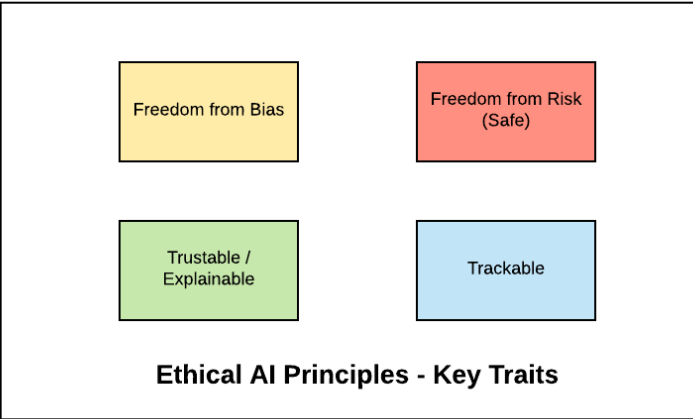 Freedom from Bias
Freedom from Risk
(Safe)
Trustable /
Explainable
Trackable
Ethical AI Principles - Key Traits